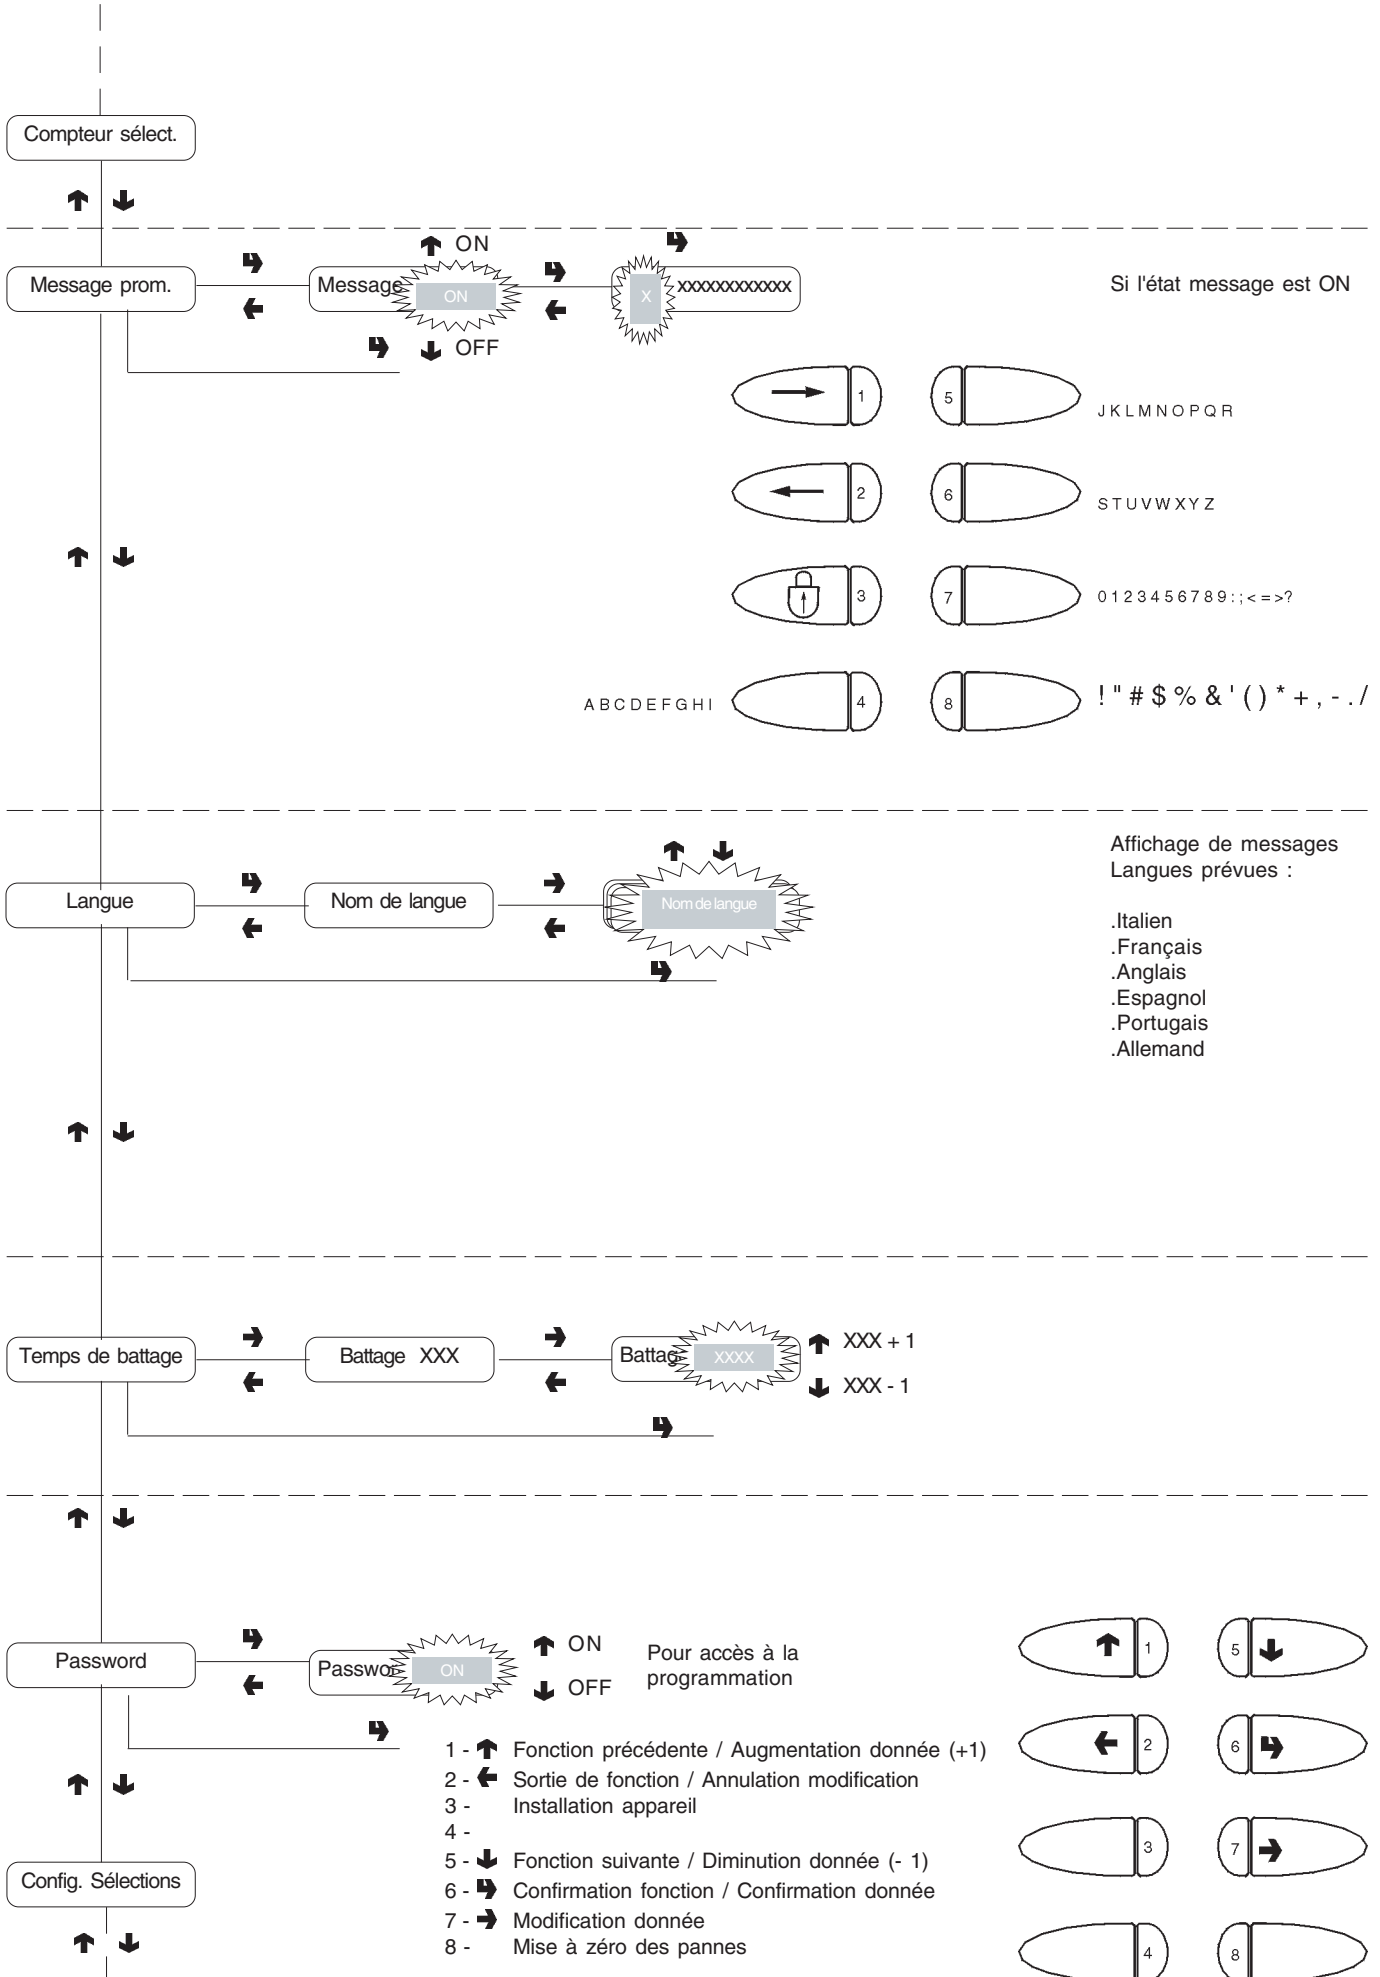 Compteur sélect.
ON
Message prom.
Message
ON
X
XXXXXXXXXXXX
Si l'état message est ON
OFF
1
5
JKLMNOPQR
2
6
STUVWXYZ
3
7
0123456789:;<=>?
ABCDEFGHI
4
8
!"#$%&'()*+,-./
Affichage de messages
Langues prévues :
Langue
Nom de langue
Nom de langue
.Italien
.Français
.Anglais
.Espagnol
.Portugais
.Allemand
Temps de battage
Battage XXX
Battag
XXXX
XXX + 1
XXX - 1
Password
Passwo
ON
ON
OFF
Pour accès à la
programmation
1
5
2
6
3
7
4
8
1 - Fonction précédente / Augmentation donnée (+1)
2 - Sortie de fonction / Annulation modification
3 - Installation appareil
4 -
5 - Fonction suivante / Diminution donnée (- 1)
6 - Confirmation fonction / Confirmation donnée
7 - Modification donnée
8 - Mise à zéro des pannes
Config. Sélections